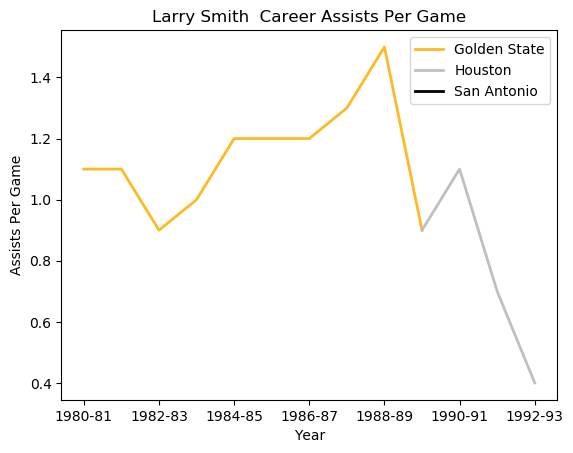 Larry Smith  Career Assists Per Game
Golden State
Houston
San Antonio
Assists Per Game
1.4
1.2
1.0
0.8
0.6
0.4
1980-81 1982-83 1984-85 1986-87 1988-89 1990-91 1992-93
Year